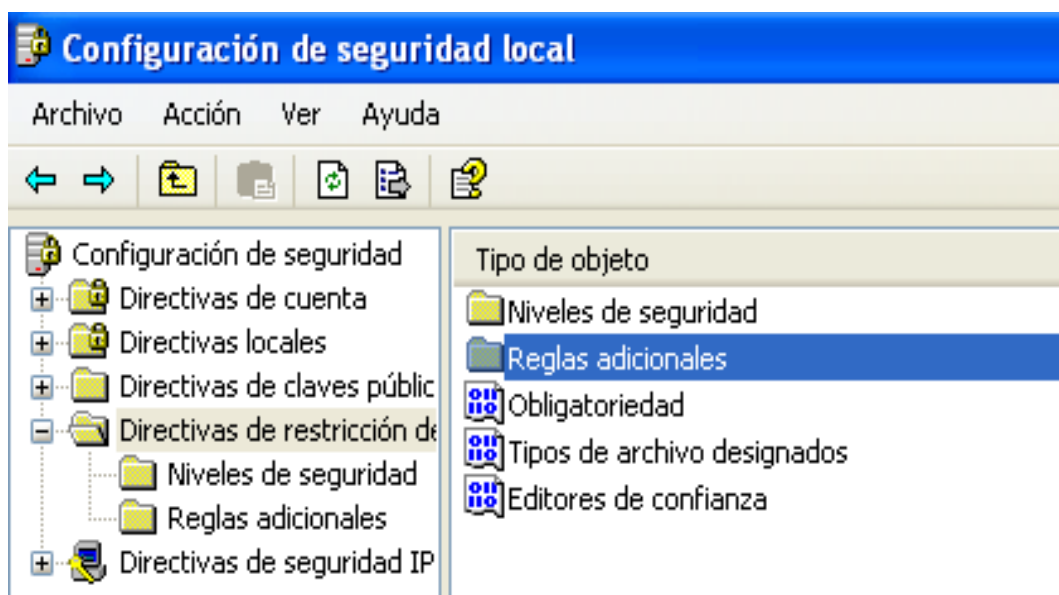 Configuración de seguridad local
Archivo Acción Ver Ayuda
Configuración de seguridad
Directivas de cuenta
Directivas locales
Directivas de claves públic
Directivas de restricción de
Niveles de seguridad
Reglas adicionales
Directivas de seguridad IP
Tipo de objeto
Niveles de seguridad
Reglas adicionales
Obligatoriedad
Tipos de archivo designados
Editores de confianza